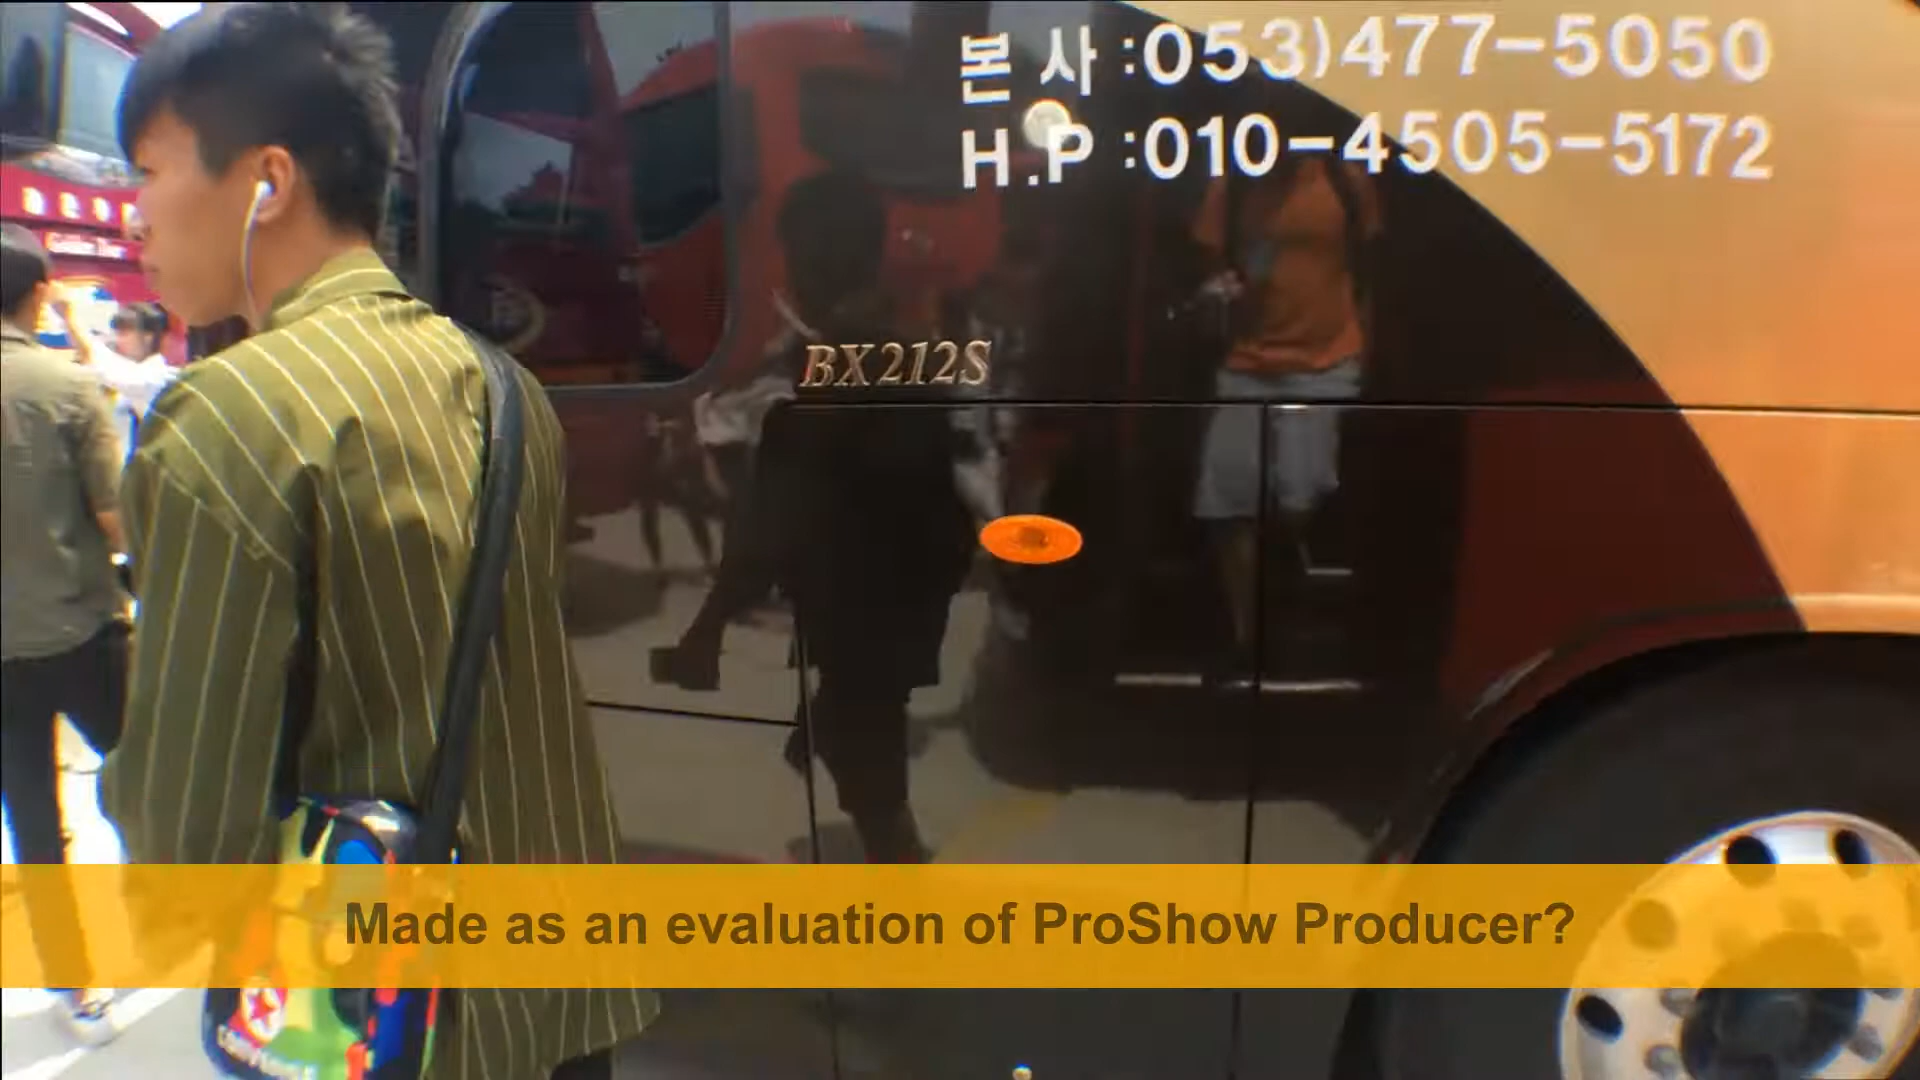 본 사 :053)477-5050
H.P :010-4505-5172
BX212S
Made as an evaluation of ProShow Producer?